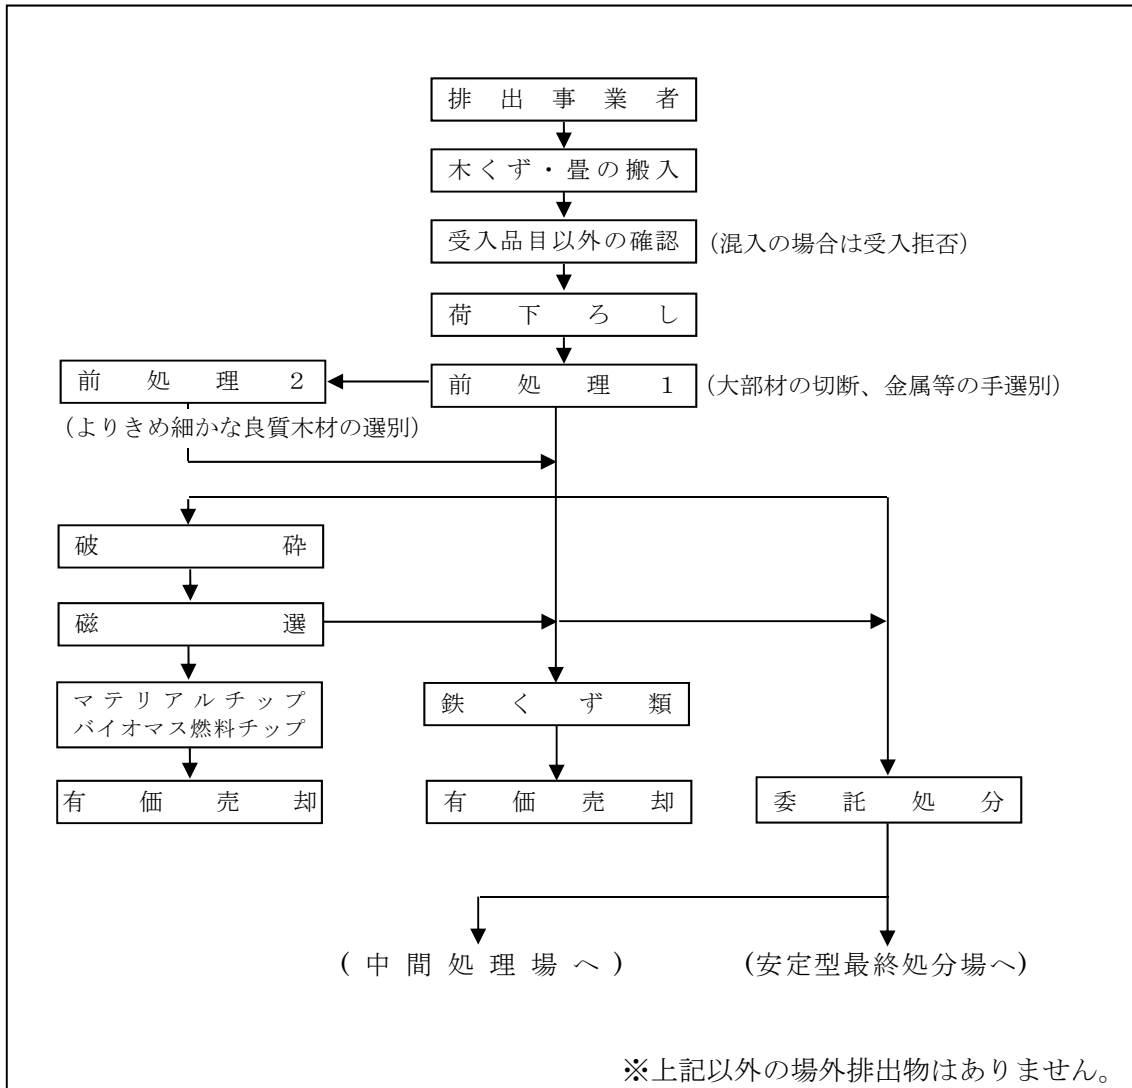 排出事業者
木くず・畳の搬入
受入品目以外の確認 (混入の場合は受入拒否)
荷下ろし
前処理2 前処理1 (大部材の切断、金属等の手選別)
(よりきめ細かな良質木材の選別)
破砕
磁選
マテリアルチップ 鉄くず類
バイオマス燃料チップ
有価売却 有価売却 委託処分
(中間処理場へ) (安定型最終処分場へ)
※上記以外の場外排出物はありません。